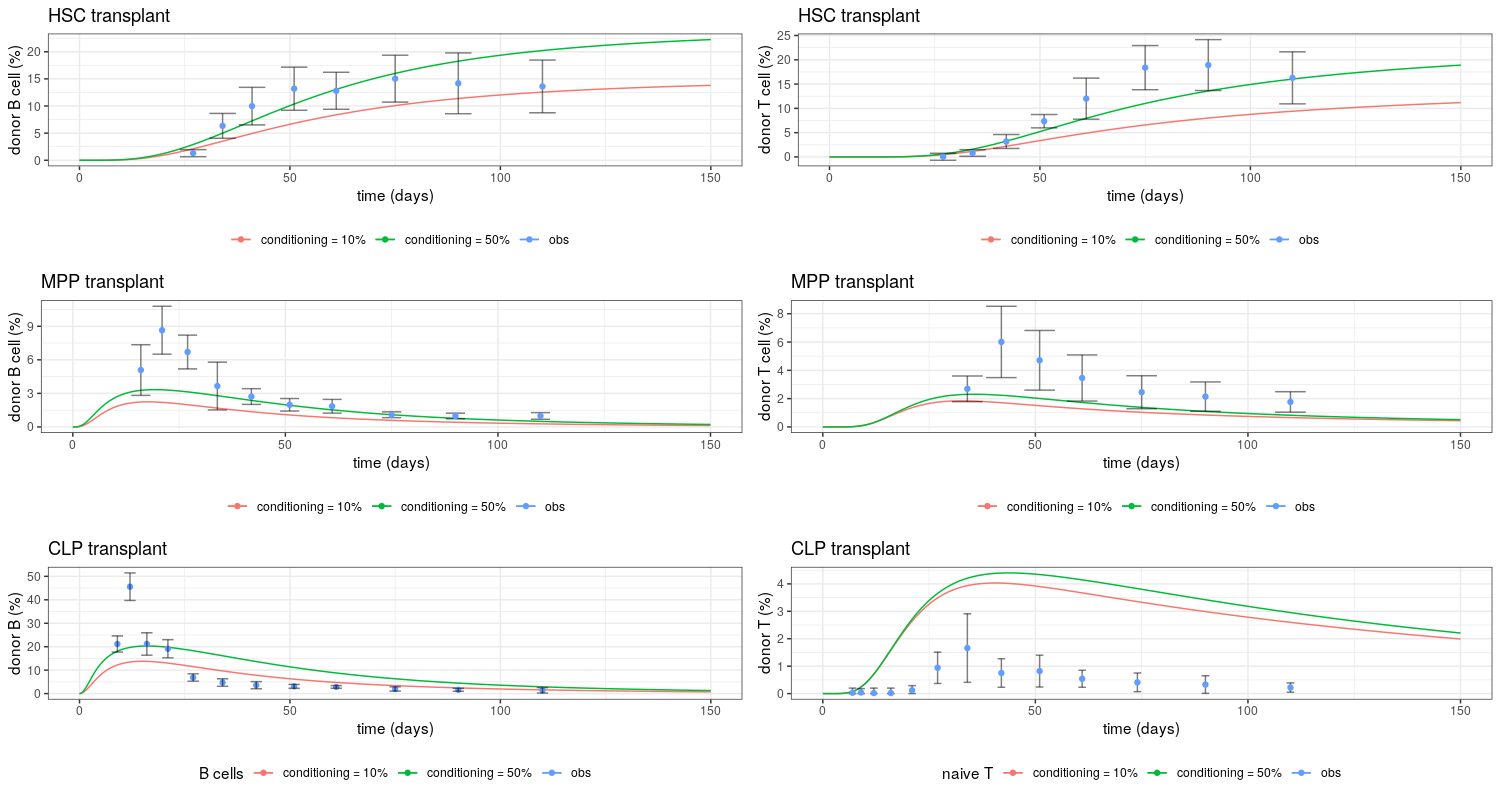 HSC transplant
donor B cell (%)
20
15
10
5
0
0 50 100 150
time (days)
conditioning = 10% conditioning = 50% obs
HSC transplant
donor T cell (%)
25
20
15
10
5
0
0 50 100 150
time (days)
conditioning = 10% conditioning = 50% obs
MPP transplant
donor B cell (%)
9
6
3
0
0 50 100 150
time (days)
conditioning = 10% conditioning = 50% obs
MPP transplant
donor T cell (%)
8
6
4
2
0
0 50 100 150
time (days)
conditioning = 10% conditioning = 50% obs
CLP transplant
donor B (%)
50
40
30
20
10
0
0 50 100 150
time (days)
B cells conditioning = 10% conditioning = 50% obs
CLP transplant
donor T (%)
4
3
2
1
0
0 50 100 150
time (days)
naive T conditioning = 10% conditioning = 50% obs